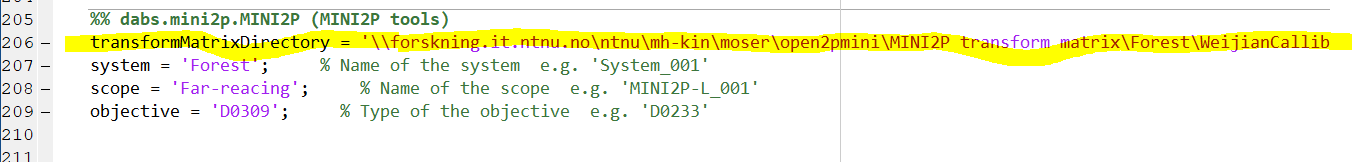 205 %% dabs.mini2p.MINI2P (MINI2P tools)
206 – transformMatrixDirectory = '\\forskning.it.ntnu.no\ntnu\mh-kin\moser\open2pmini\MINI2P transform matrix\Forest\WeijianCallib
207 – system = 'Forest'; % Name of the system e.g. 'System_001'
208 – scope = 'Far-reacing'; % Name of the scope e.g. 'MINI2P-L_001'
209 – objective = 'D0309'; % Type of the objective e.g. 'D0233'
210
211